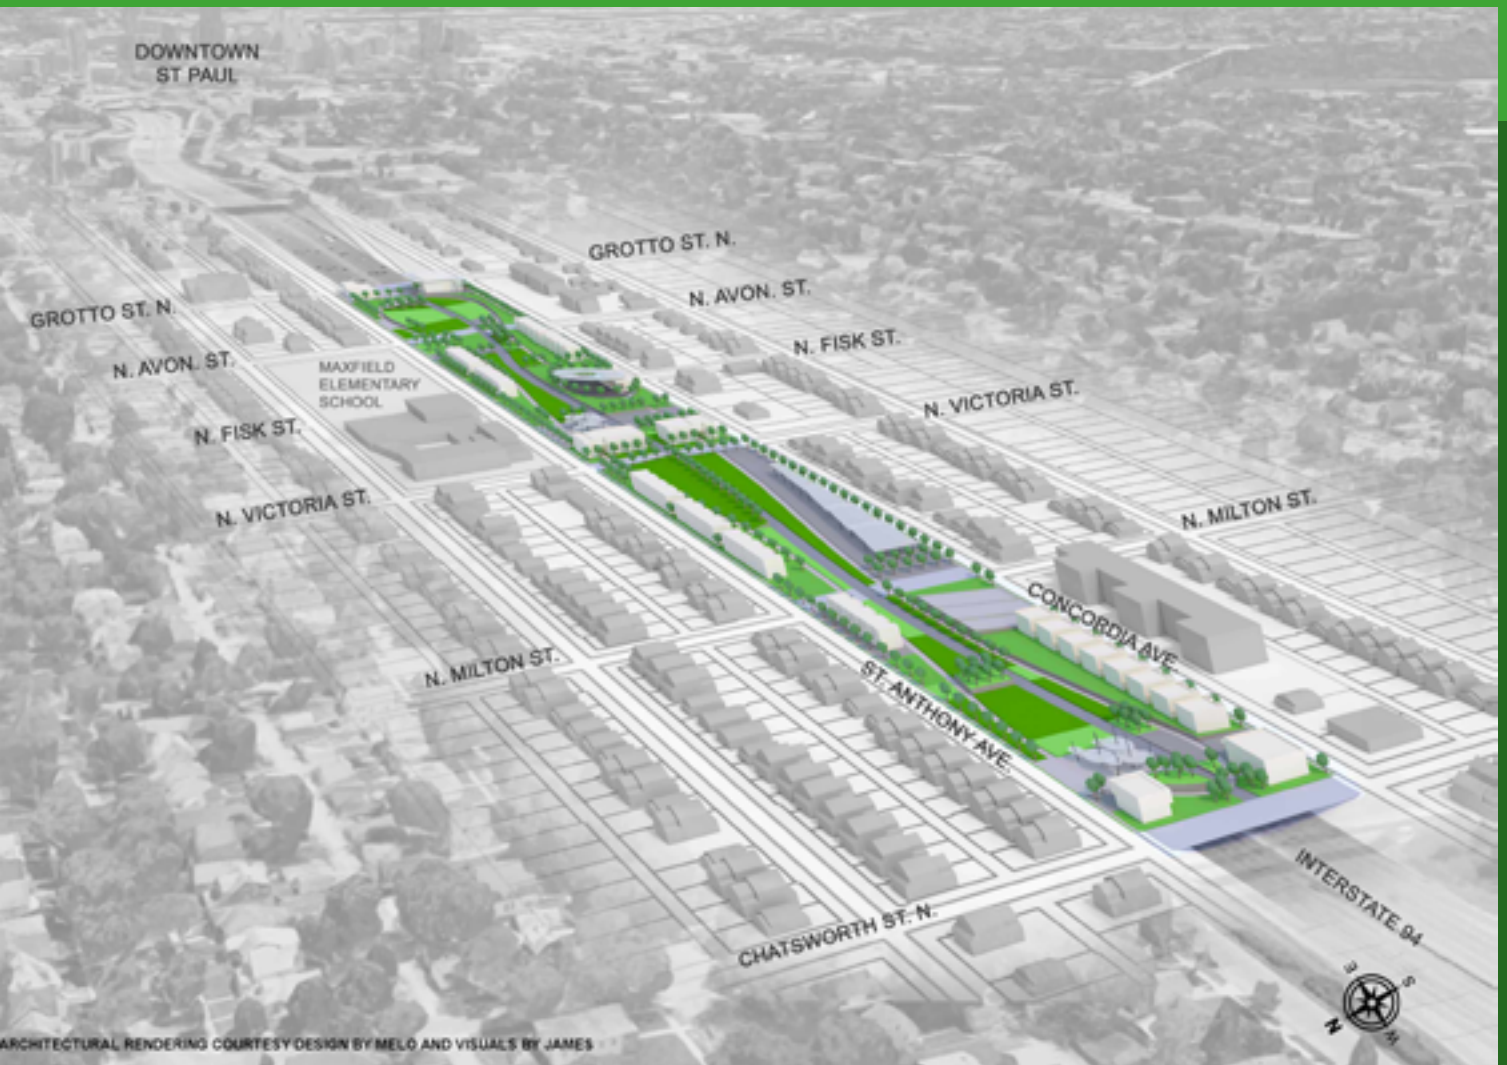 DOWNTOWN
ST PAUL
GROTTO ST. N.
N. AVON. ST.
GROTTO ST. N.
N. FISK ST.
N. AVON. ST.
MAXFIELD
ELEMENTARY
SCHOOL
N. VICTORIA ST.
N. FISK ST.
N. VICTORIA ST.
N. MILTON ST.
CONCORDIA AVE.
N. MILTON ST.
ST. ANTHONY AVE.
INTERSTATE 94
CHATSWORTH ST. N.
E
S
N
W
ARCHITECTURAL RENDERING COURTESY DESIGN BY MELO AND VISUALS BY JAMES